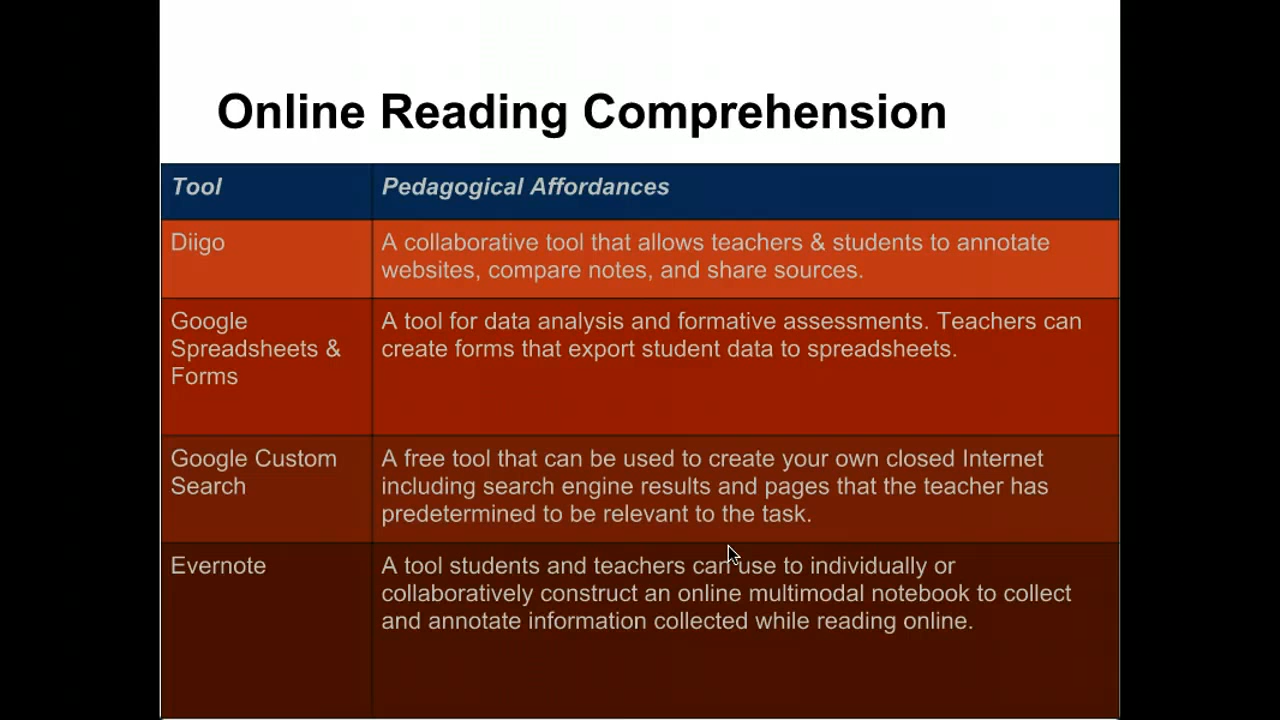 Online Reading Comprehension
Tool
Pedagogical Affordances
Diigo
A collaborative tool that allows teachers & students to annotate
websites, compare notes, and share sources.
Google
Spreadsheets &
Forms
A tool for data analysis and formative assessments. Teachers can
create forms that export student data to spreadsheets.
Google Custom
Search
A free tool that can be used to create your own closed Internet
including search engine results and pages that the teacher has
predetermined to be relevant to the task.
Evernote
A tool students and teachers can use to individually or
collaboratively construct an online multimodal notebook to collect
and annotate information collected while reading online.